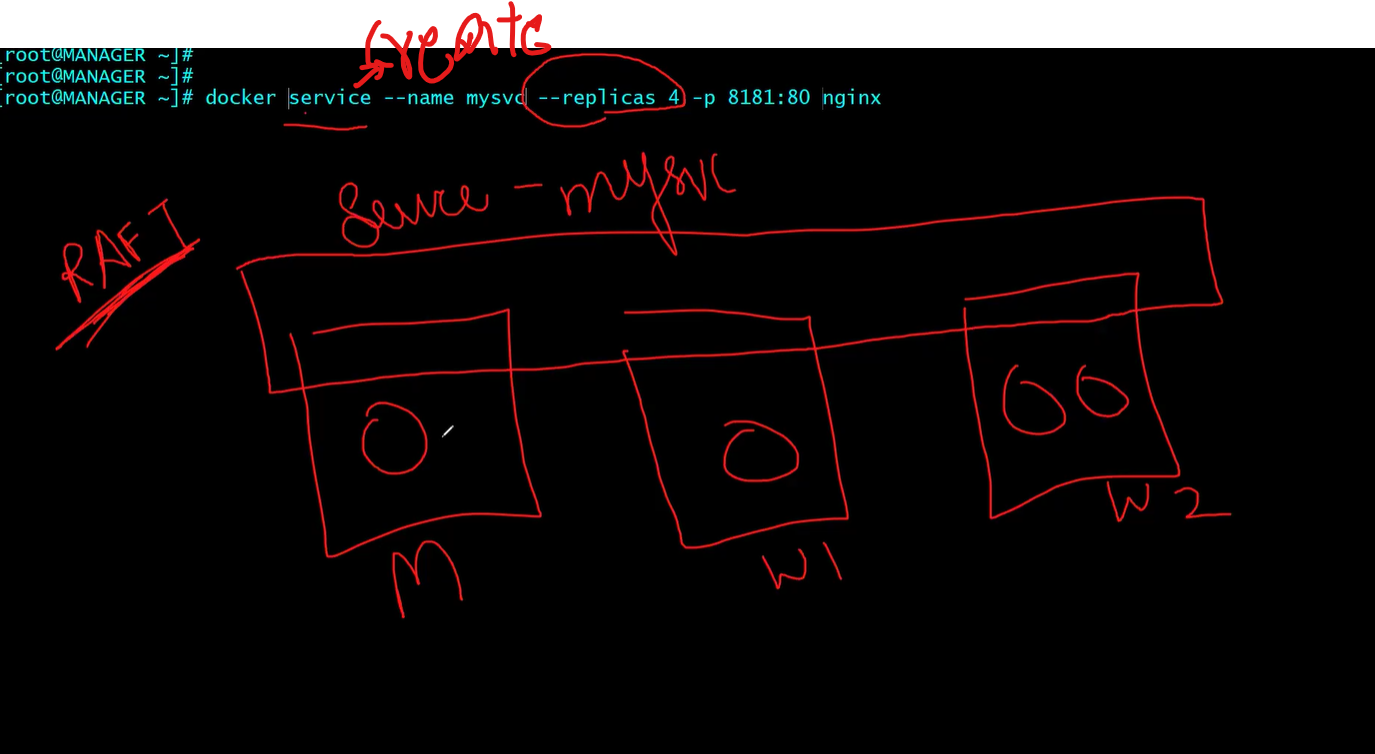 create
[root@MANAGER ~]#
[root@MANAGER ~]#
[root@MANAGER ~]# docker service --name mysvc --replicas 4 -p 8181:80 nginx
Service - mysvc
RAFT
M
W1
W2